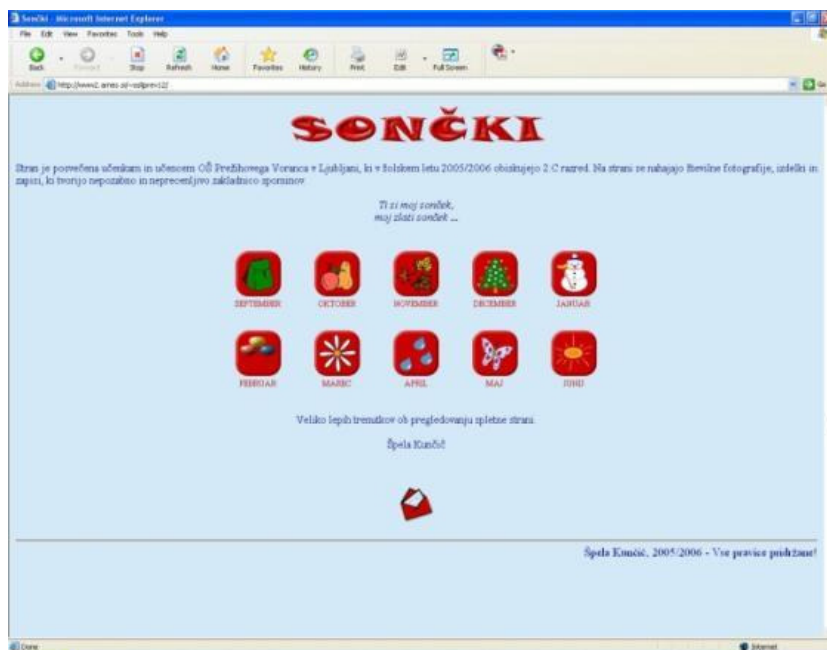 Sončki - Microsoft Internet Explorer
File Edit View Favorites Tools Help
Back Forward Stop Refresh Home Favorites History Print Edit Full Screen
Address
SONČKI
Stran je posvečena učenkam in učencem OŠ Prežihovega Voranca v Ljubljani, ki v šolskem letu 2005/2006 obiskujejo 2.C razred. Na strani se nahajajo številne fotografije, izdelki in
zapisi, ki tvorijo nepozabno in neprecenljivo zakladnico spominov.
Ti si moj sonček,
moj zlati sonček ...
SEPTEMBER OKTOBER NOVEMBER DECEMBER JANUAR
FEBRUAR MAREC APRIL MAJ JUNIJ
Veliko lepih trenutkov ob pregledovanju spletne strani.
Špela Kunčič
Špela Kunčič, 2005/2006 - Vse pravice pridržane!
Done Internet